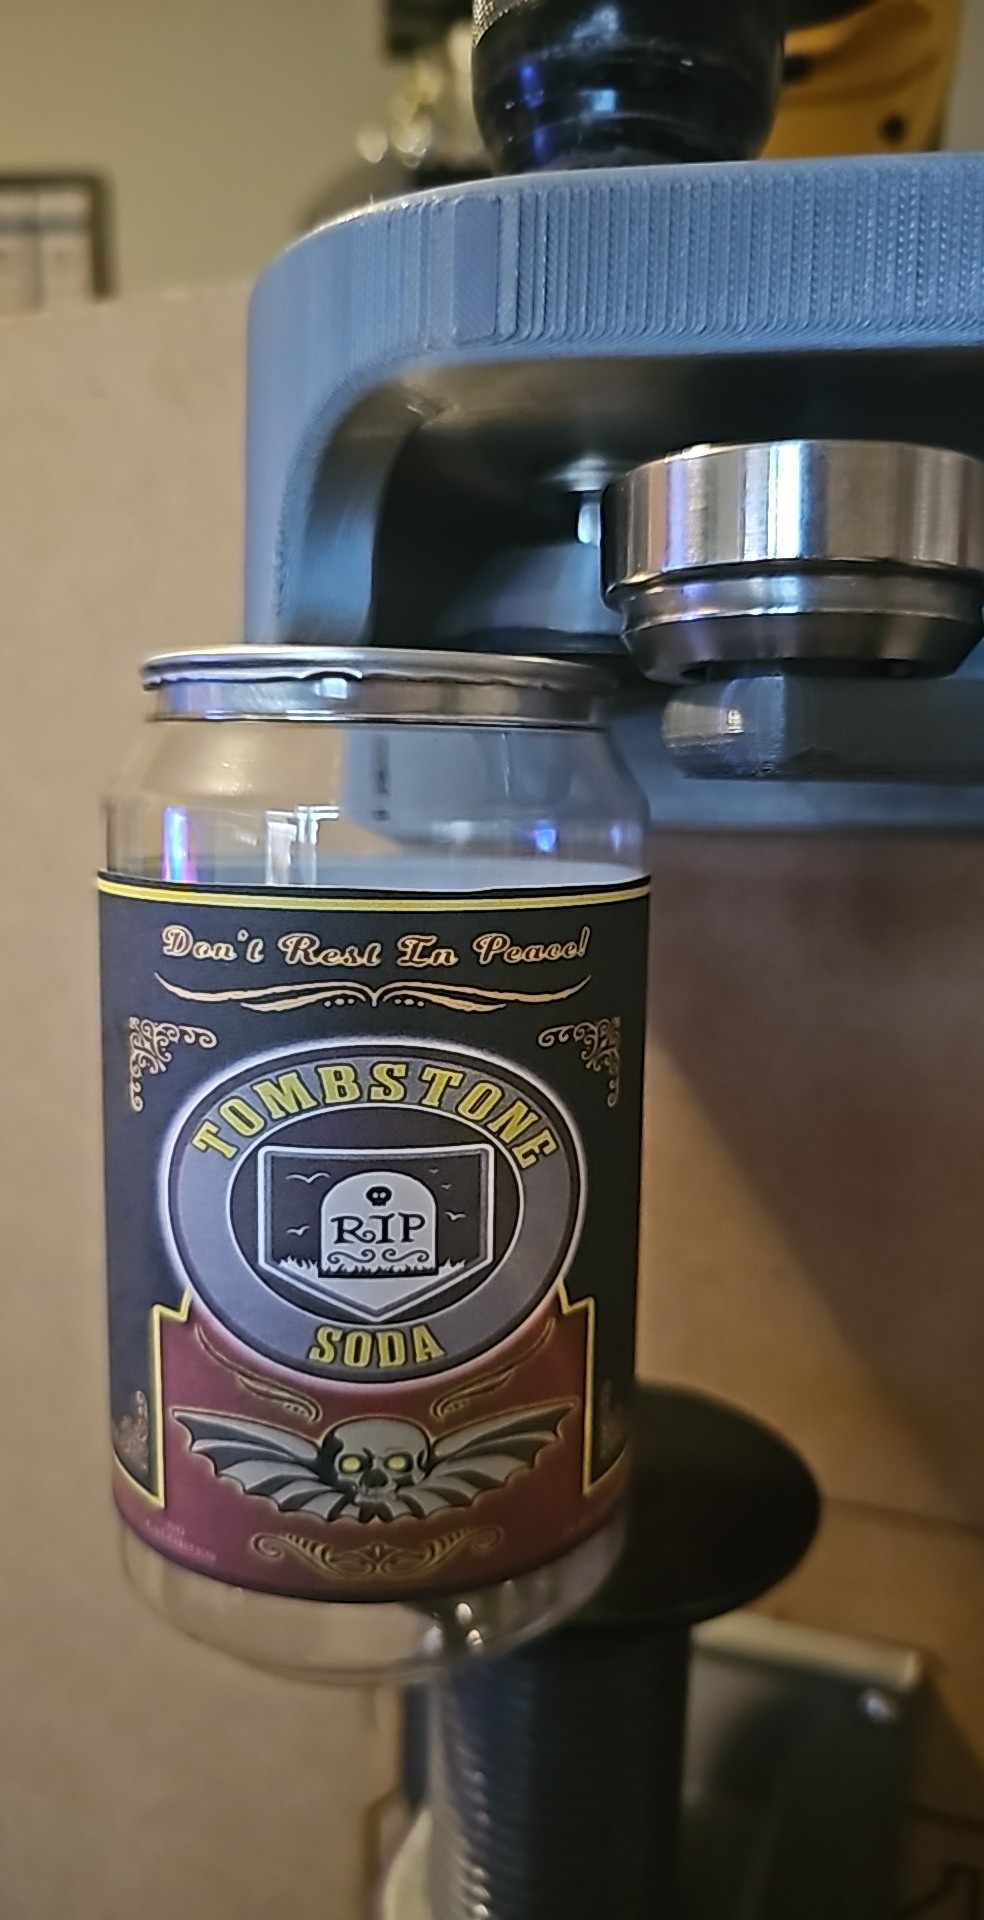 Don't Rest In Peace!
TOMBSTONE
RIP
SODA